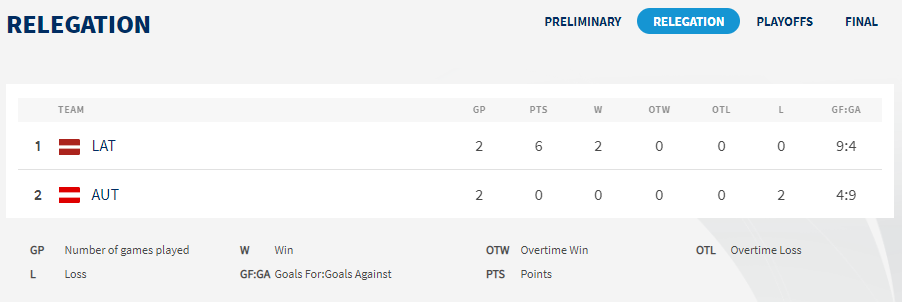 RELEGATION
PRELIMINARY RELEGATION PLAYOFFS FINAL
TEAM GP PTS W OTW OTL L GF:GA
1 LAT 2 6 2 0 0 0 9:4
2 AUT 2 0 0 0 0 2 4:9
GP Number of games played W Win OTW Overtime Win OTL Overtime Loss
L Loss GF:GA Goals For:Goals Against PTS Points